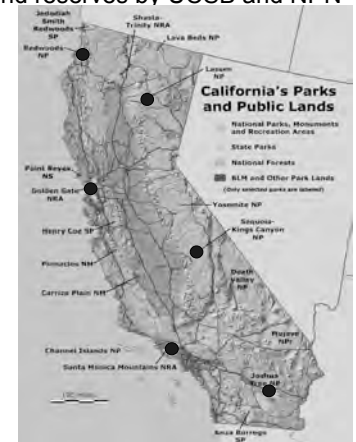 nd reserves by UCSB and NPN
Jedediah
Smith
Redwoods
SP
Redwoods
NP
Shasta-
Trinity NRA
Lava Beds NP
Lassen
NP
California's Parks
and Public Lands
National Parks, Monuments
and Recreation Areas
State Parks
National Forests
BLM and Other Park Lands
(Only selected parks are labeled)
Point Reyes
NS
Golden Gate
NRA
Yosemite NP
Henry Coe SP
Sequoia-
Kings Canyon
NP
Pinnacles NM
Death
Valley
NP
Carrizo Plain NM
Mojave
NPr
Channel Islands NP
Santa Monica Mountains NRA
Joshua
Tree NP
100 miles
Anza Borrego
SP